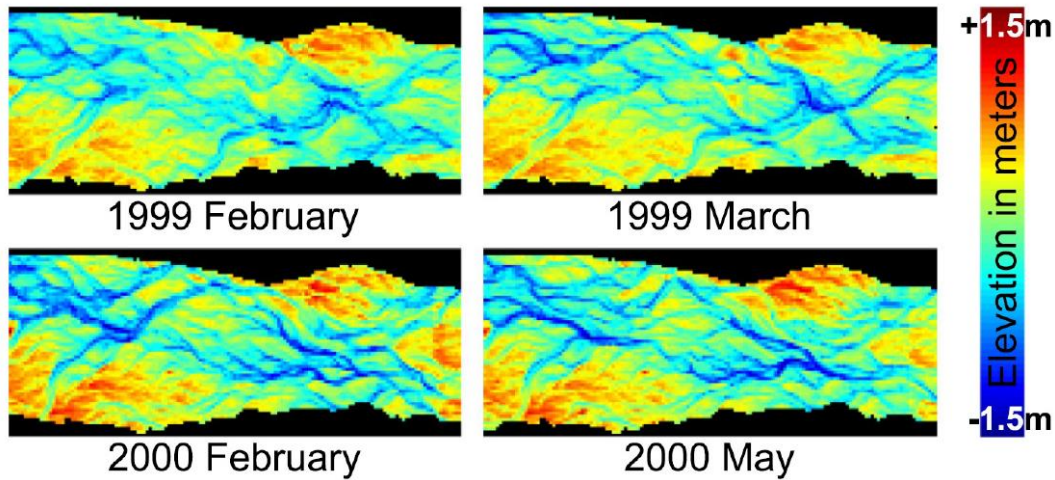 +1.5m
1999 February
1999 March
Elevation in meters
2000 February
2000 May
-1.5m